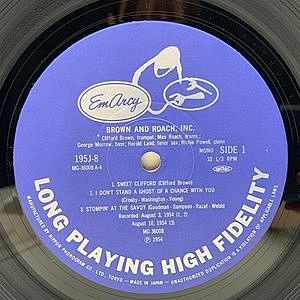 EmArcy
BROWN AND ROACH, INC.
Clifford Brown, trumpet; Max Roach, drums;
George Morrow, bass; Harold Land, tenor sax; Richie Powell, piano
195J-8
MG-36008 A-4
MONO SIDE 1
33 1/3 RPM
1. SWEET CLIFFORD (Clifford Brown)
2. I DON'T STAND A GHOST OF A CHANCE WITH YOU
(Crosby-Washington-Young)
3. STOMPIN' AT THE SAVOY (Goodman-Sampson-Razaf-Webb)
Recorded: August 3, 1954 (1, 2)
August 10, 1954 (3)
MG 36008
Ⓟ 1954
LONG PLAYING HIGH FIDELITY
MANUFACTURED BY NIPPON PHONOGRAM CO. LTD. TOKYO — MADE IN JAPAN — UNAUTHORIZED DUPLICATION IS A VIOLATION OF APPLICABLE LAWS